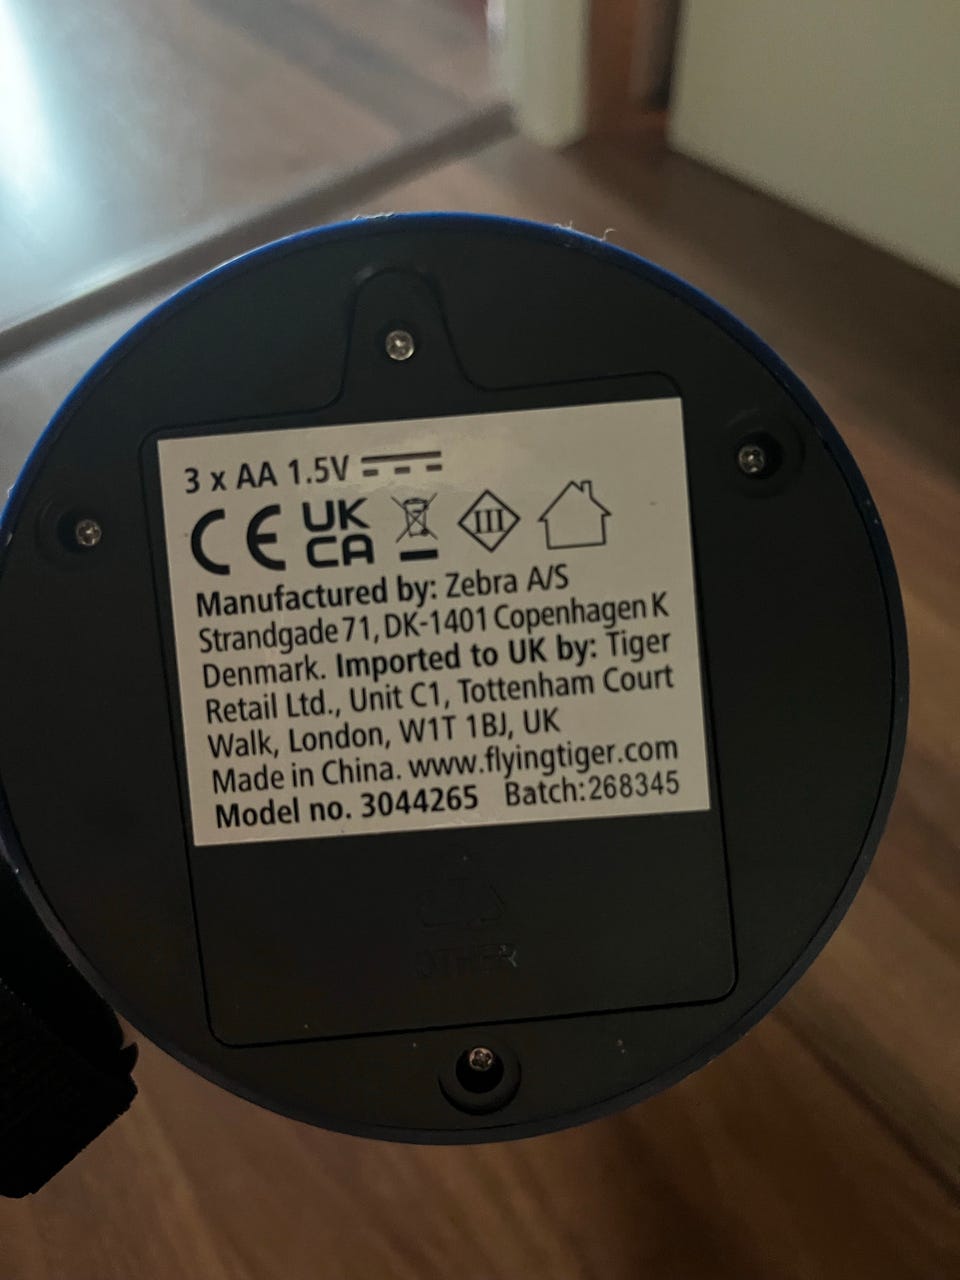 3 x AA 1.5V
CE UK
CA
III
Manufactured by: Zebra A/S
Strandgade 71, DK-1401 Copenhagen K
Denmark. Imported to UK by: Tiger
Retail Ltd., Unit C1, Tottenham Court
Walk, London, W1T 1BJ, UK
Made in China. www.flyingtiger.com
Model no. 3044265 Batch:268345
OTHER